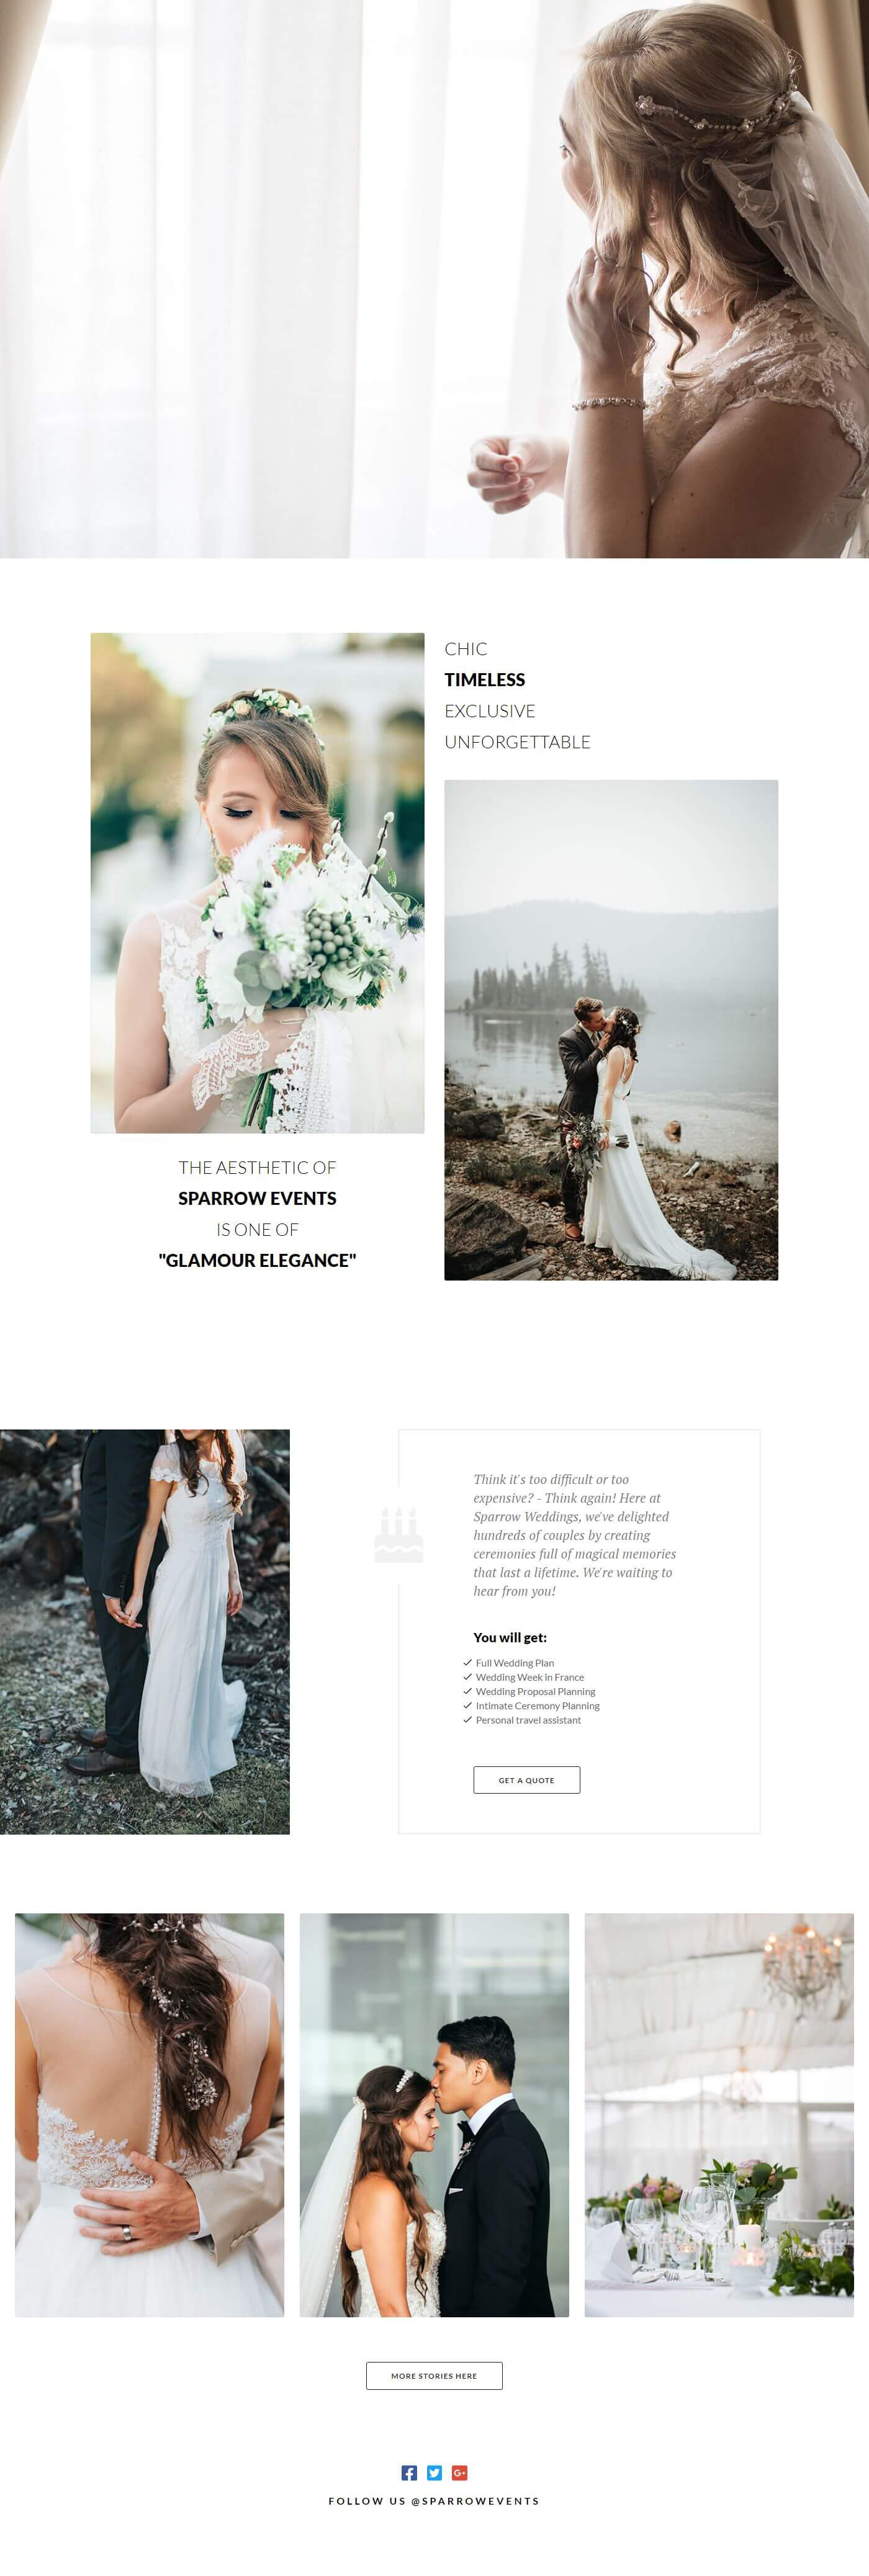 CHIC
TIMELESS
EXCLUSIVE
UNFORGETTABLE
THE AESTHETIC OF
SPARROW EVENTS
IS ONE OF
"GLAMOUR ELEGANCE"
Think it's too difficult or too
expensive? - Think again! Here at
Sparrow Weddings, we've delighted
hundreds of couples by creating
ceremonies full of magical memories
that last a lifetime. We're waiting to
hear from you!
You will get:
Full Wedding Plan
Wedding Week in France
Wedding Proposal Planning
Intimate Ceremony Planning
Personal travel assistant
GET A QUOTE
MORE STORIES HERE
FOLLOW US @SPARROWEVENTS